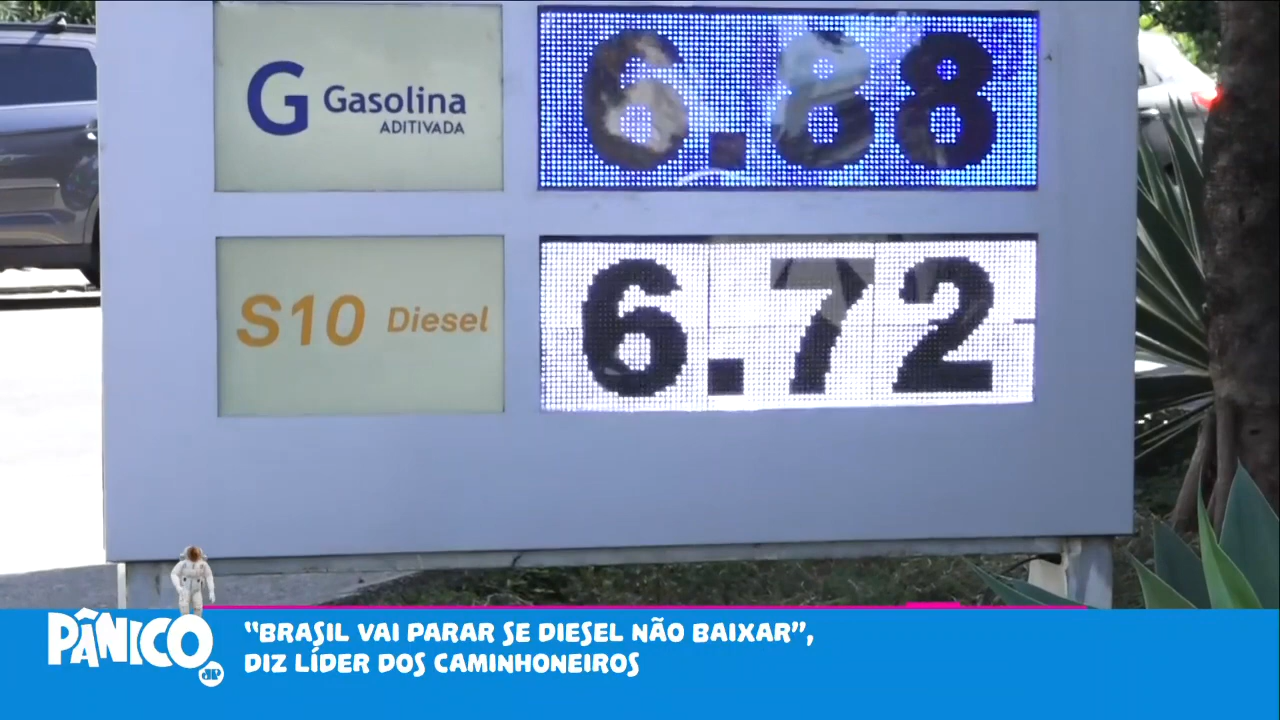 G Gasolina
ADITIVADA
6.88
S10 Diesel
6.72
PÂNICO
JP
“BRASIL VAI PARAR SE DIESEL NÃO BAIXAR”,
DIZ LÍDER DOS CAMINHONEIROS